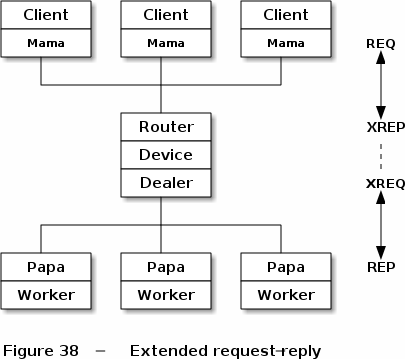 Client Client Client
Mama Mama Mama
REQ
Router
XREP
Device
Dealer
XREQ
Papa Papa Papa
REP
Worker Worker Worker
Figure 38 — Extended request-reply